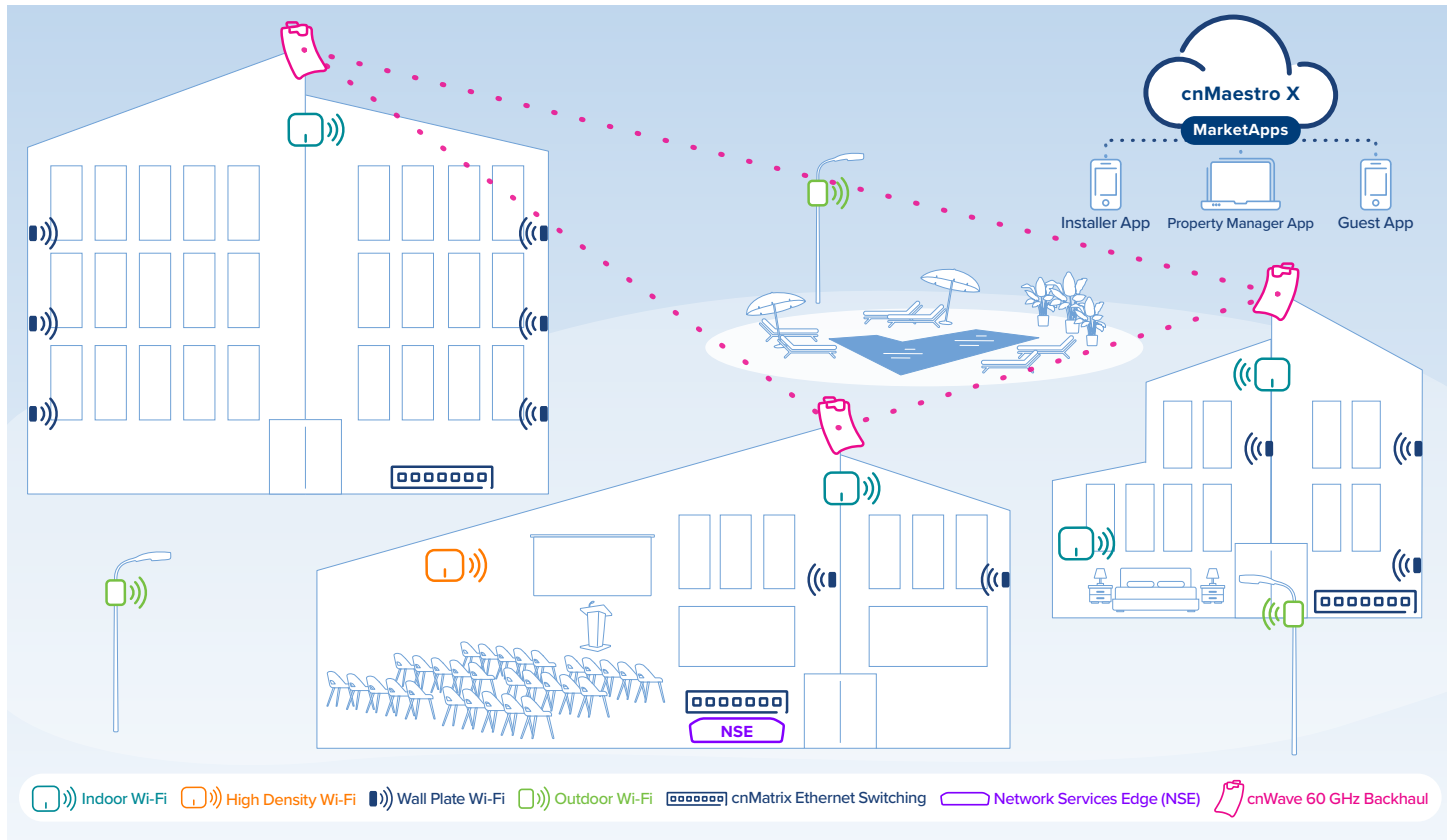 cnMaestro X
MarketApps
Installer App
Property Manager App
Guest App
NSE
Indoor Wi-Fi
High Density Wi-Fi
Wall Plate Wi-Fi
Outdoor Wi-Fi
cnMatrix Ethernet Switching
Network Services Edge (NSE)
cnWave 60 GHz Backhaul